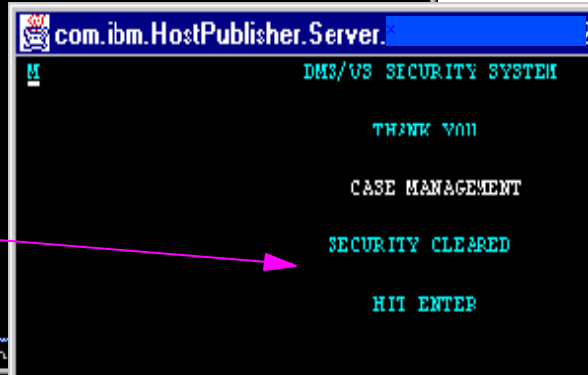 com.ibm.HostPublisher.Server.
M DMS/VS SECURITY SYSTEM
THANK YOU
CASE MANAGEMENT
SECURITY CLEARED
HIT ENTER